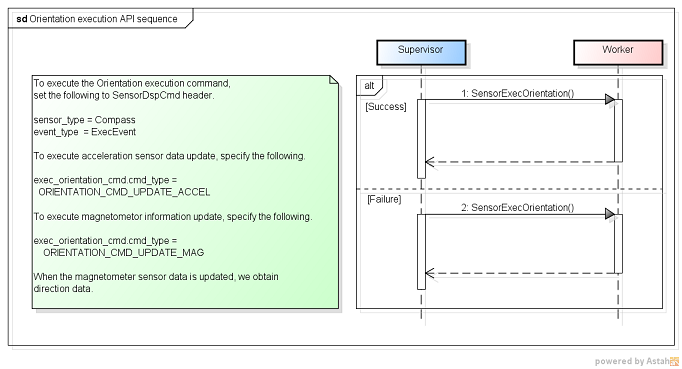 sd Orientation execution API sequence
Supervisor
Worker
To execute the Orientation execution command,
set the following to SensorDspCmd header.
sensor_type = Compass
event_type = ExecEvent
To execute acceleration sensor data update, specify the following.
exec_orientation_cmd.cmd_type =
ORIENTATION_CMD_UPDATE_ACCEL
To execute magnetometor information update, specify the following.
exec_orientation_cmd.cmd_type =
ORIENTATION_CMD_UPDATE_MAG
When the magnetometer sensor data is updated, we obtain
direction data.
alt
1: SensorExecOrientation()
[Success]
[Failure]
2: SensorExecOrientation()
powered by Astah